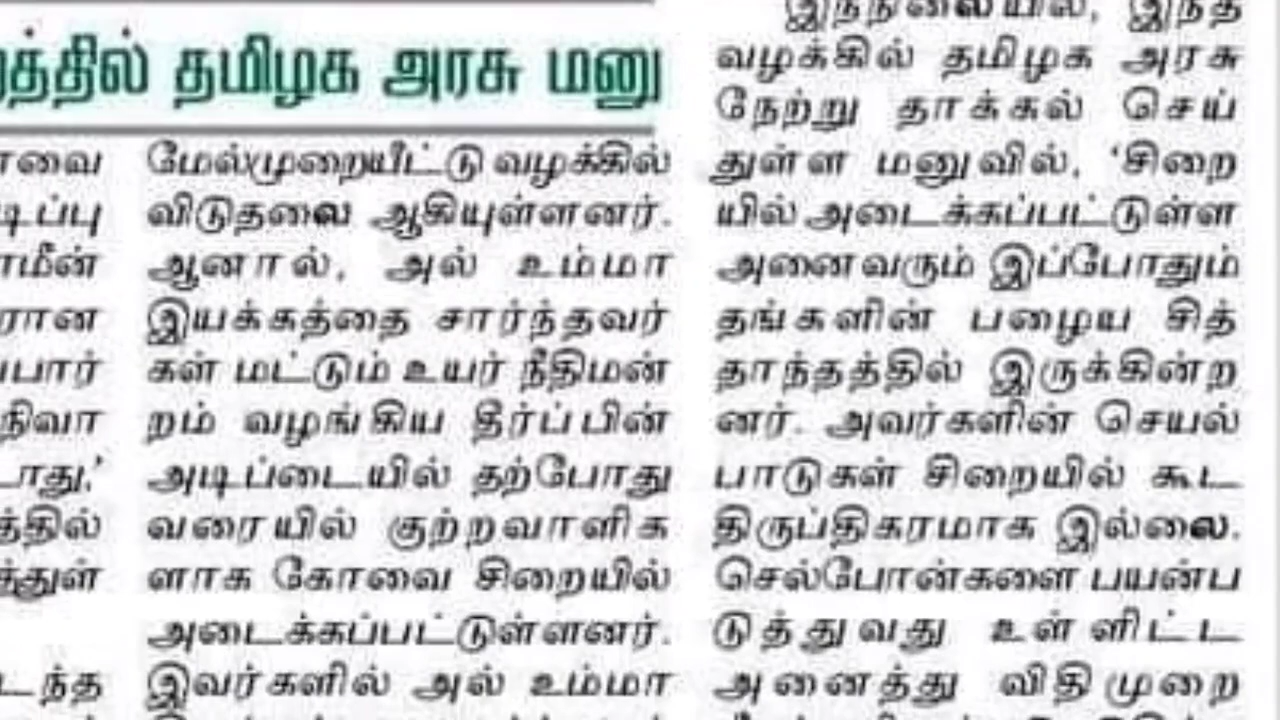 த்தில் தமிழக அரசு மனு
ாவை
டிப்பு
ாமீன்
ரான
பார்
நிவா
டாது.'
த்தில்
த்துள்
டந்த
மேல்முறையீட்டு வழக்கில்
விடுதலை ஆகியுள்ளனர்.
ஆனால், அல் உம்மா
இயக்கத்தை சார்ந்தவர்
கள் மட்டும் உயர் நீதிமன்
றம் வழங்கிய தீர்ப்பின்
அடிப்டையில் தற்போது
வரையில் குற்றவாளிக
ளாக கோவை சிறையில்
அடைக்கப்பட்டுள்ளனர்.
இவர்களில் அல் உம்மா
இந்நிலையில், இந்த
வழக்கில் தமிழக அரசு
நேற்று தாக்கல் செய்
துள்ள மனுவில், 'சிறை
யில் அடைக்கப்பட்டுள்ள
அனைவரும் இப்போதும்
தங்களின் பழைய சித்
தாந்தத்தில் இருக்கின்ற
னர். அவர்களின் செயல்
பாடுகள் சிறையில் கூட
திருப்திகரமாக இல்லை.
செல்போன்களை பயன்ப
டுத்துவது உள்ளிட்ட
அனைத்து விதிமுறை